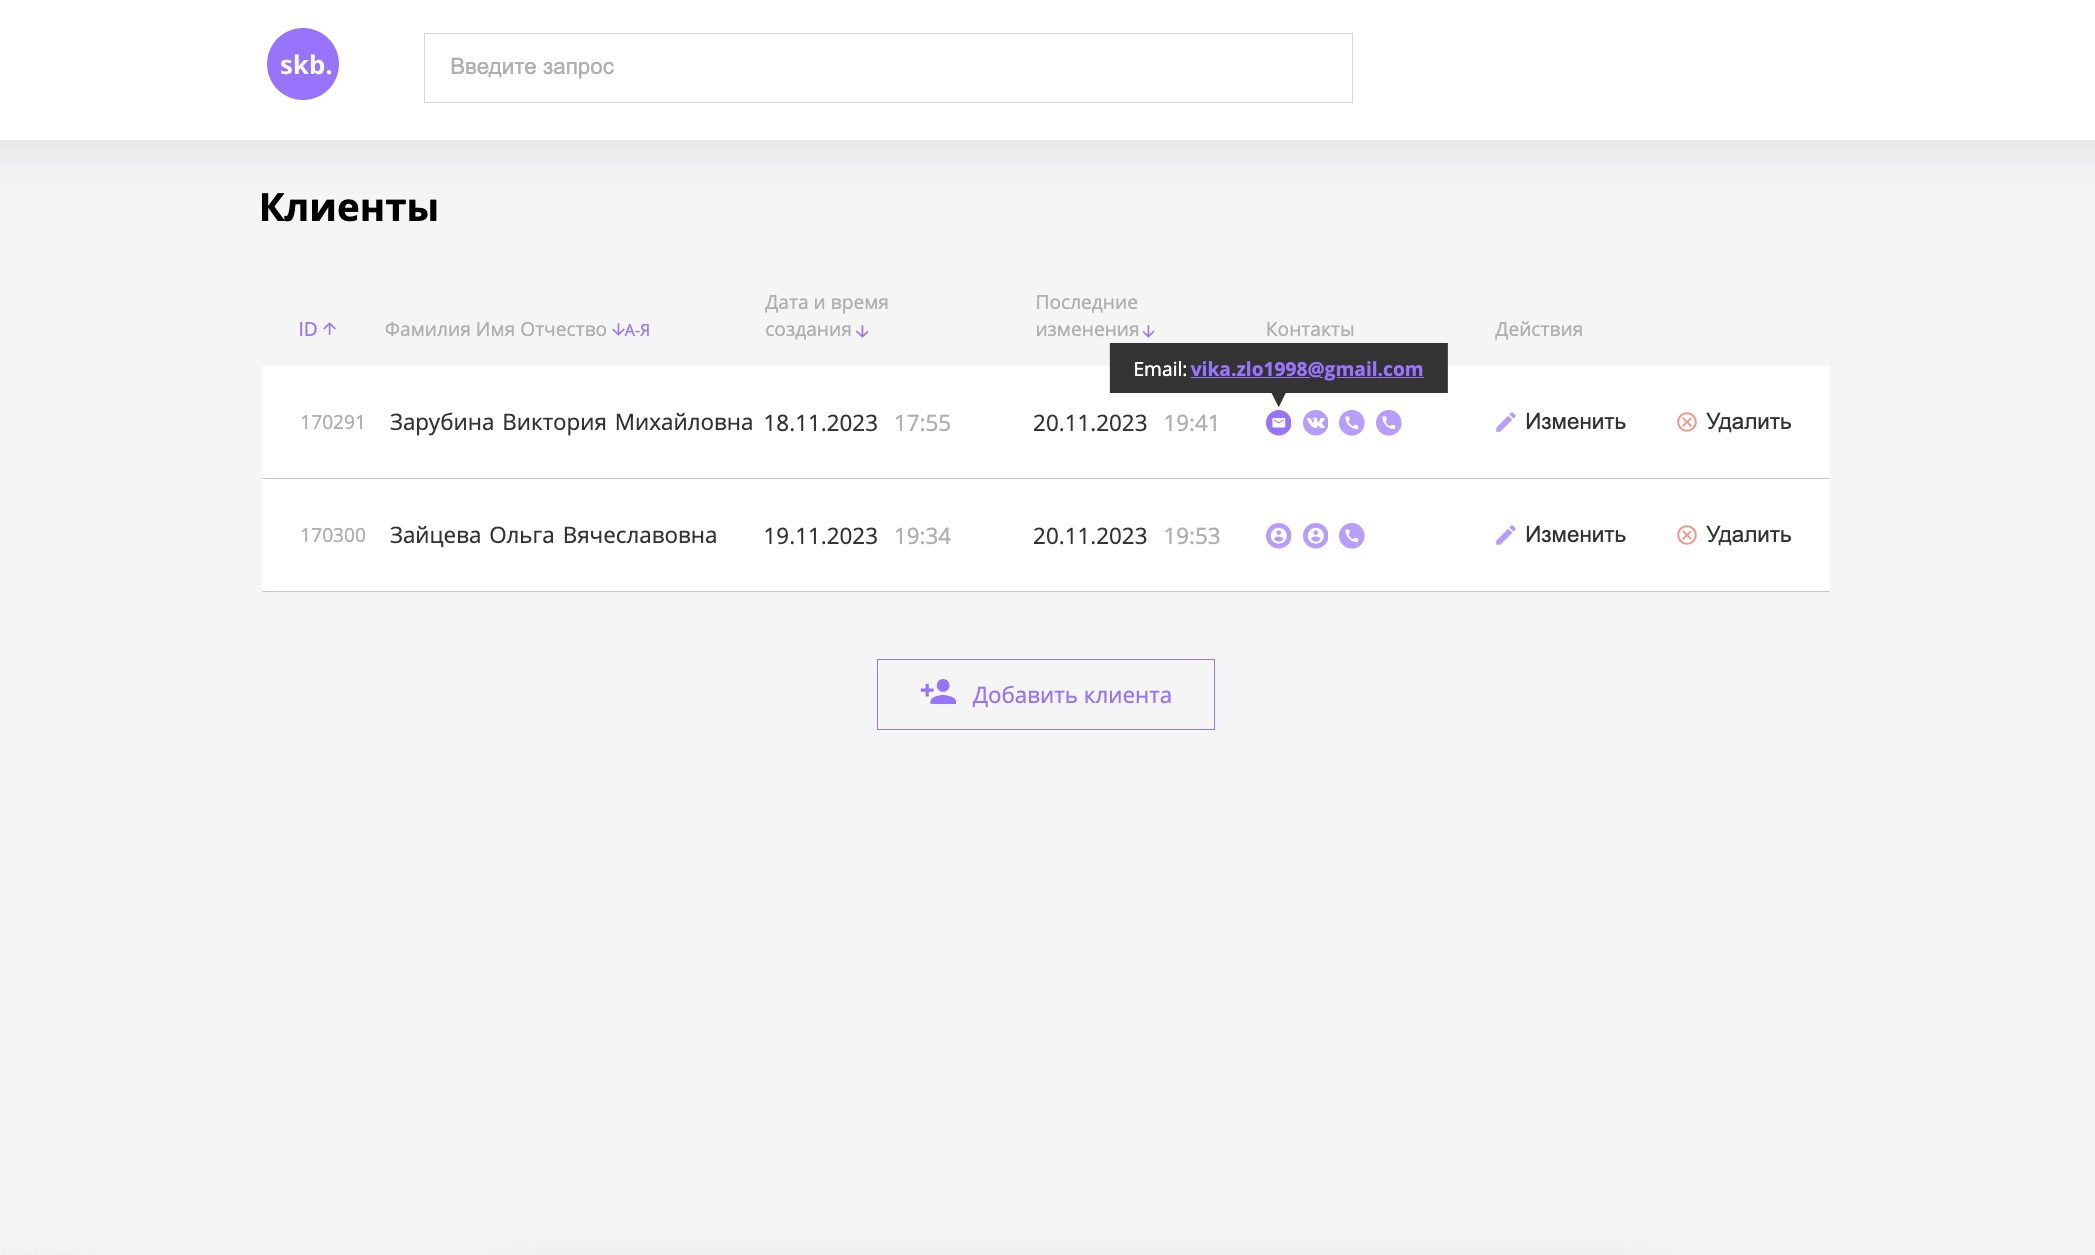 skb.
Введите запрос
Клиенты
ID
Фамилия Имя Отчество А-Я
Дата и время
создания
Последние
изменения
Контакты
Действия
Email: vika.zlo1998@gmail.com
170291 Зарубина Виктория Михайловна 18.11.2023 17:55 20.11.2023 19:41 Изменить Удалить
170300 Зайцева Ольга Вячеславовна 19.11.2023 19:34 20.11.2023 19:53 Изменить Удалить
Добавить клиента